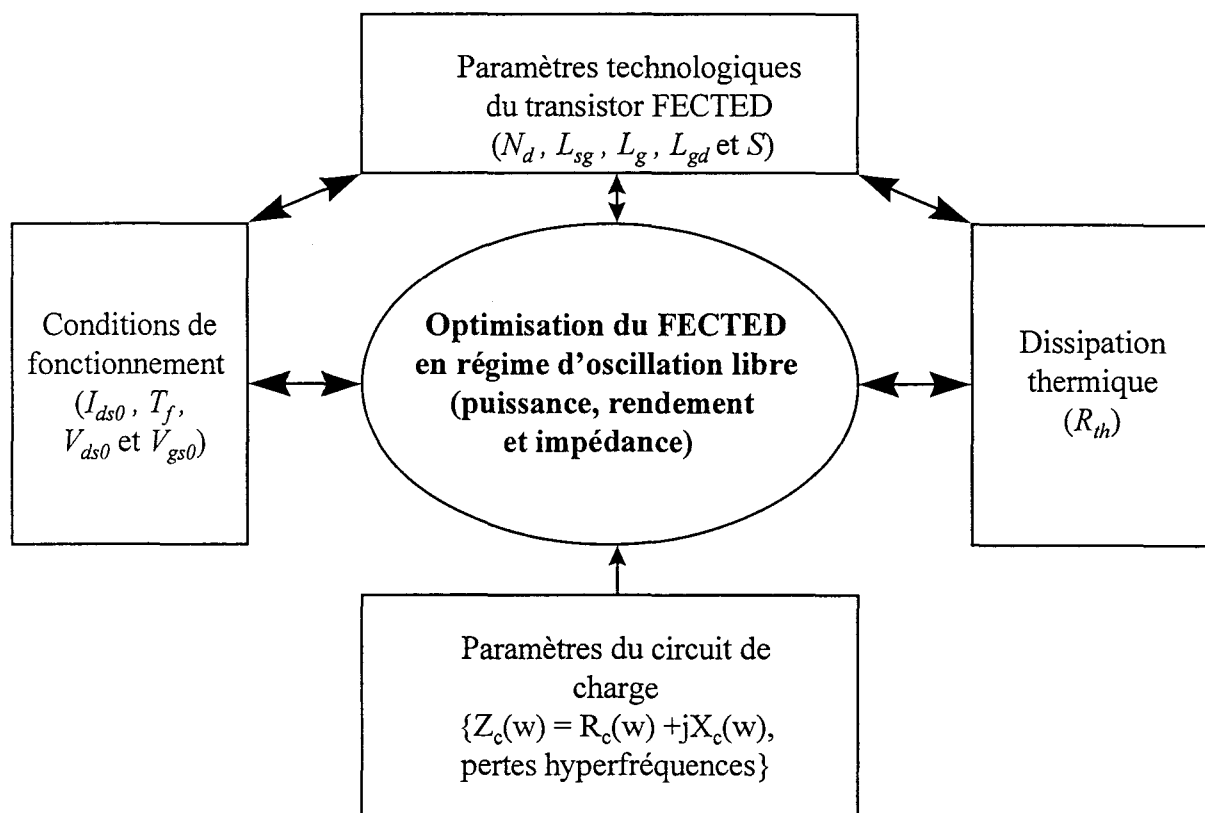 Paramètres technologiques
du transistor FECTED
(N_d , L_sg , L_g , L_gd et S)
Conditions de
fonctionnement
(I_ds0 , T_f ,
V_ds0 et V_gs0)
Optimisation du FECTED
en régime d'oscillation libre
(puissance, rendement
et impédance)
Dissipation
thermique
(R_th)
Paramètres du circuit de
charge
{Z_c(w) = R_c(w) +jX_c(w),
pertes hyperfréquences}